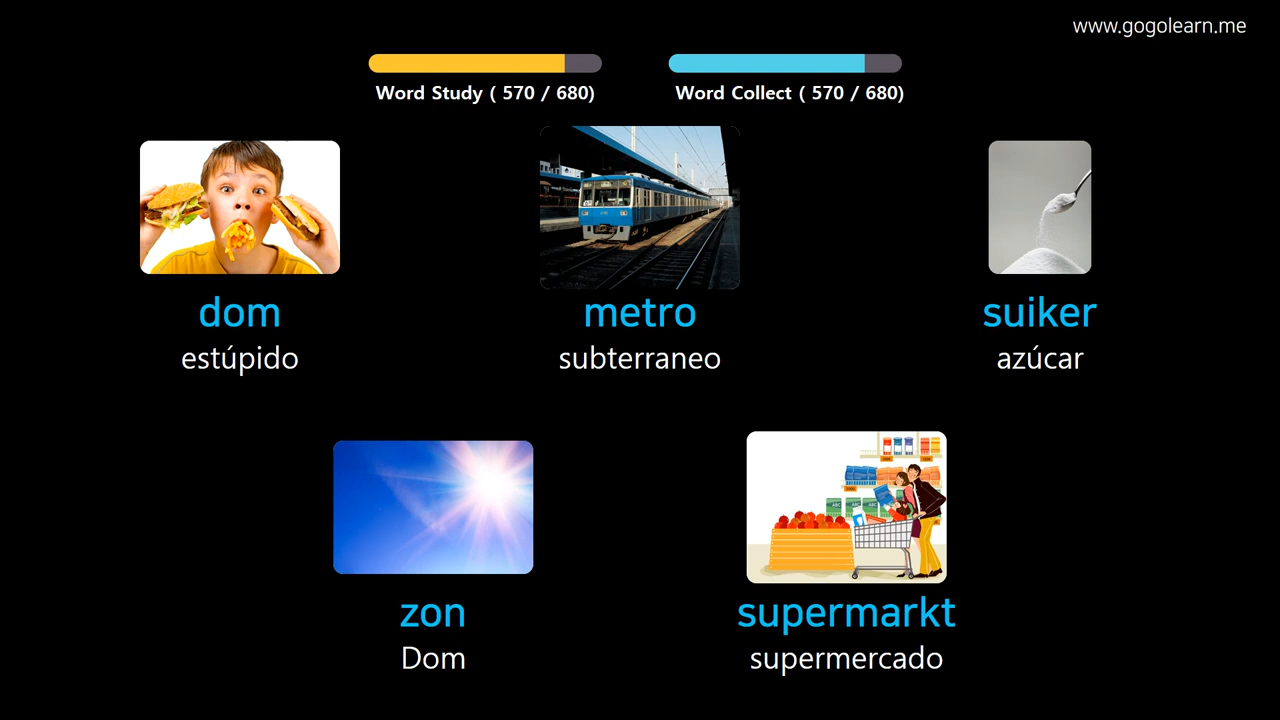 www.gogolearn.me
Word Study ( 570 / 680)
Word Collect ( 570 / 680)
dom
estúpido
metro
subterraneo
suiker
azúcar
zon
Dom
supermarkt
supermercado